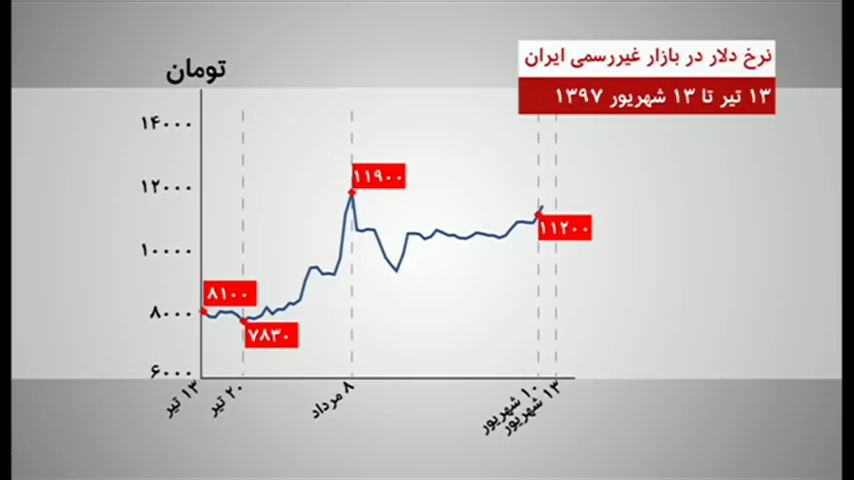 نرخ دلار در بازار غیررسمی ایران
۱۳ تیر تا ۱۳ شهریور ۱۳۹۷
تومان
۱۴۰۰۰
۱۲۰۰۰
۱۰۰۰۰
۸۰۰۰
۶۰۰۰
۸۱۰۰
۷۸۳۰
۱۱۹۰۰
۱۱۲۰۰
۱۳ تیر
۲۰ تیر
۸ مرداد
۱۰ شهریور
۱۳ شهریور